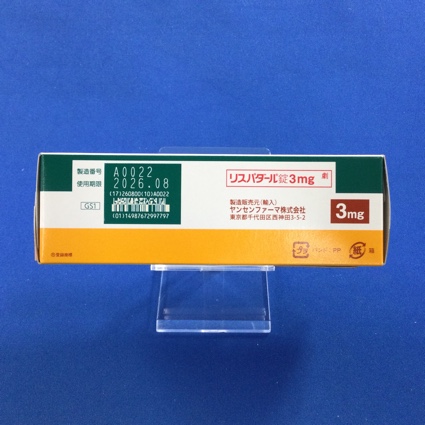 製造番号 A0022
使用期限 2026.08
(17)260800(10)A0022
GS1
(01)14987672997797
リスパダール錠3mg 劇
製造販売元(輸入)
ヤンセンファーマ株式会社
東京都千代田区西神田3-5-2
3mg
プラ
紙 箱